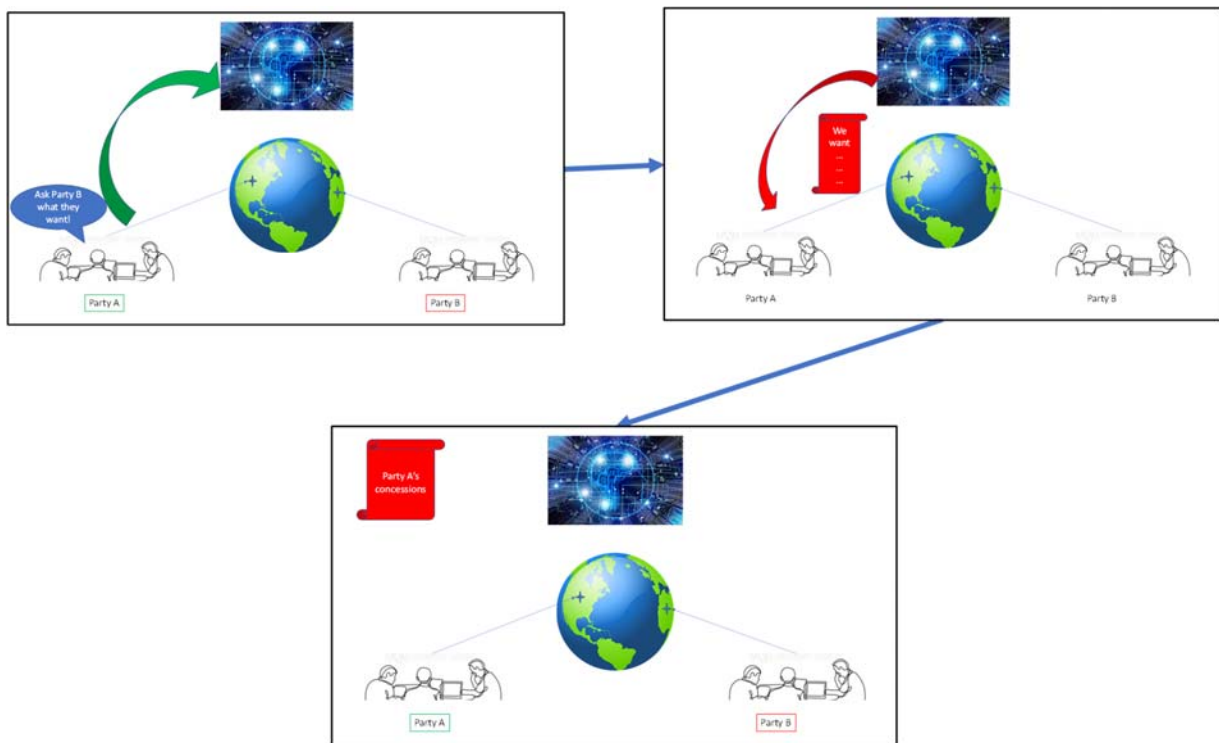 Ask Party B
what they
want!
Party A
Party B
We
want
...
...
...
Party A
Party B
Party A's
concessions
Party A
Party B